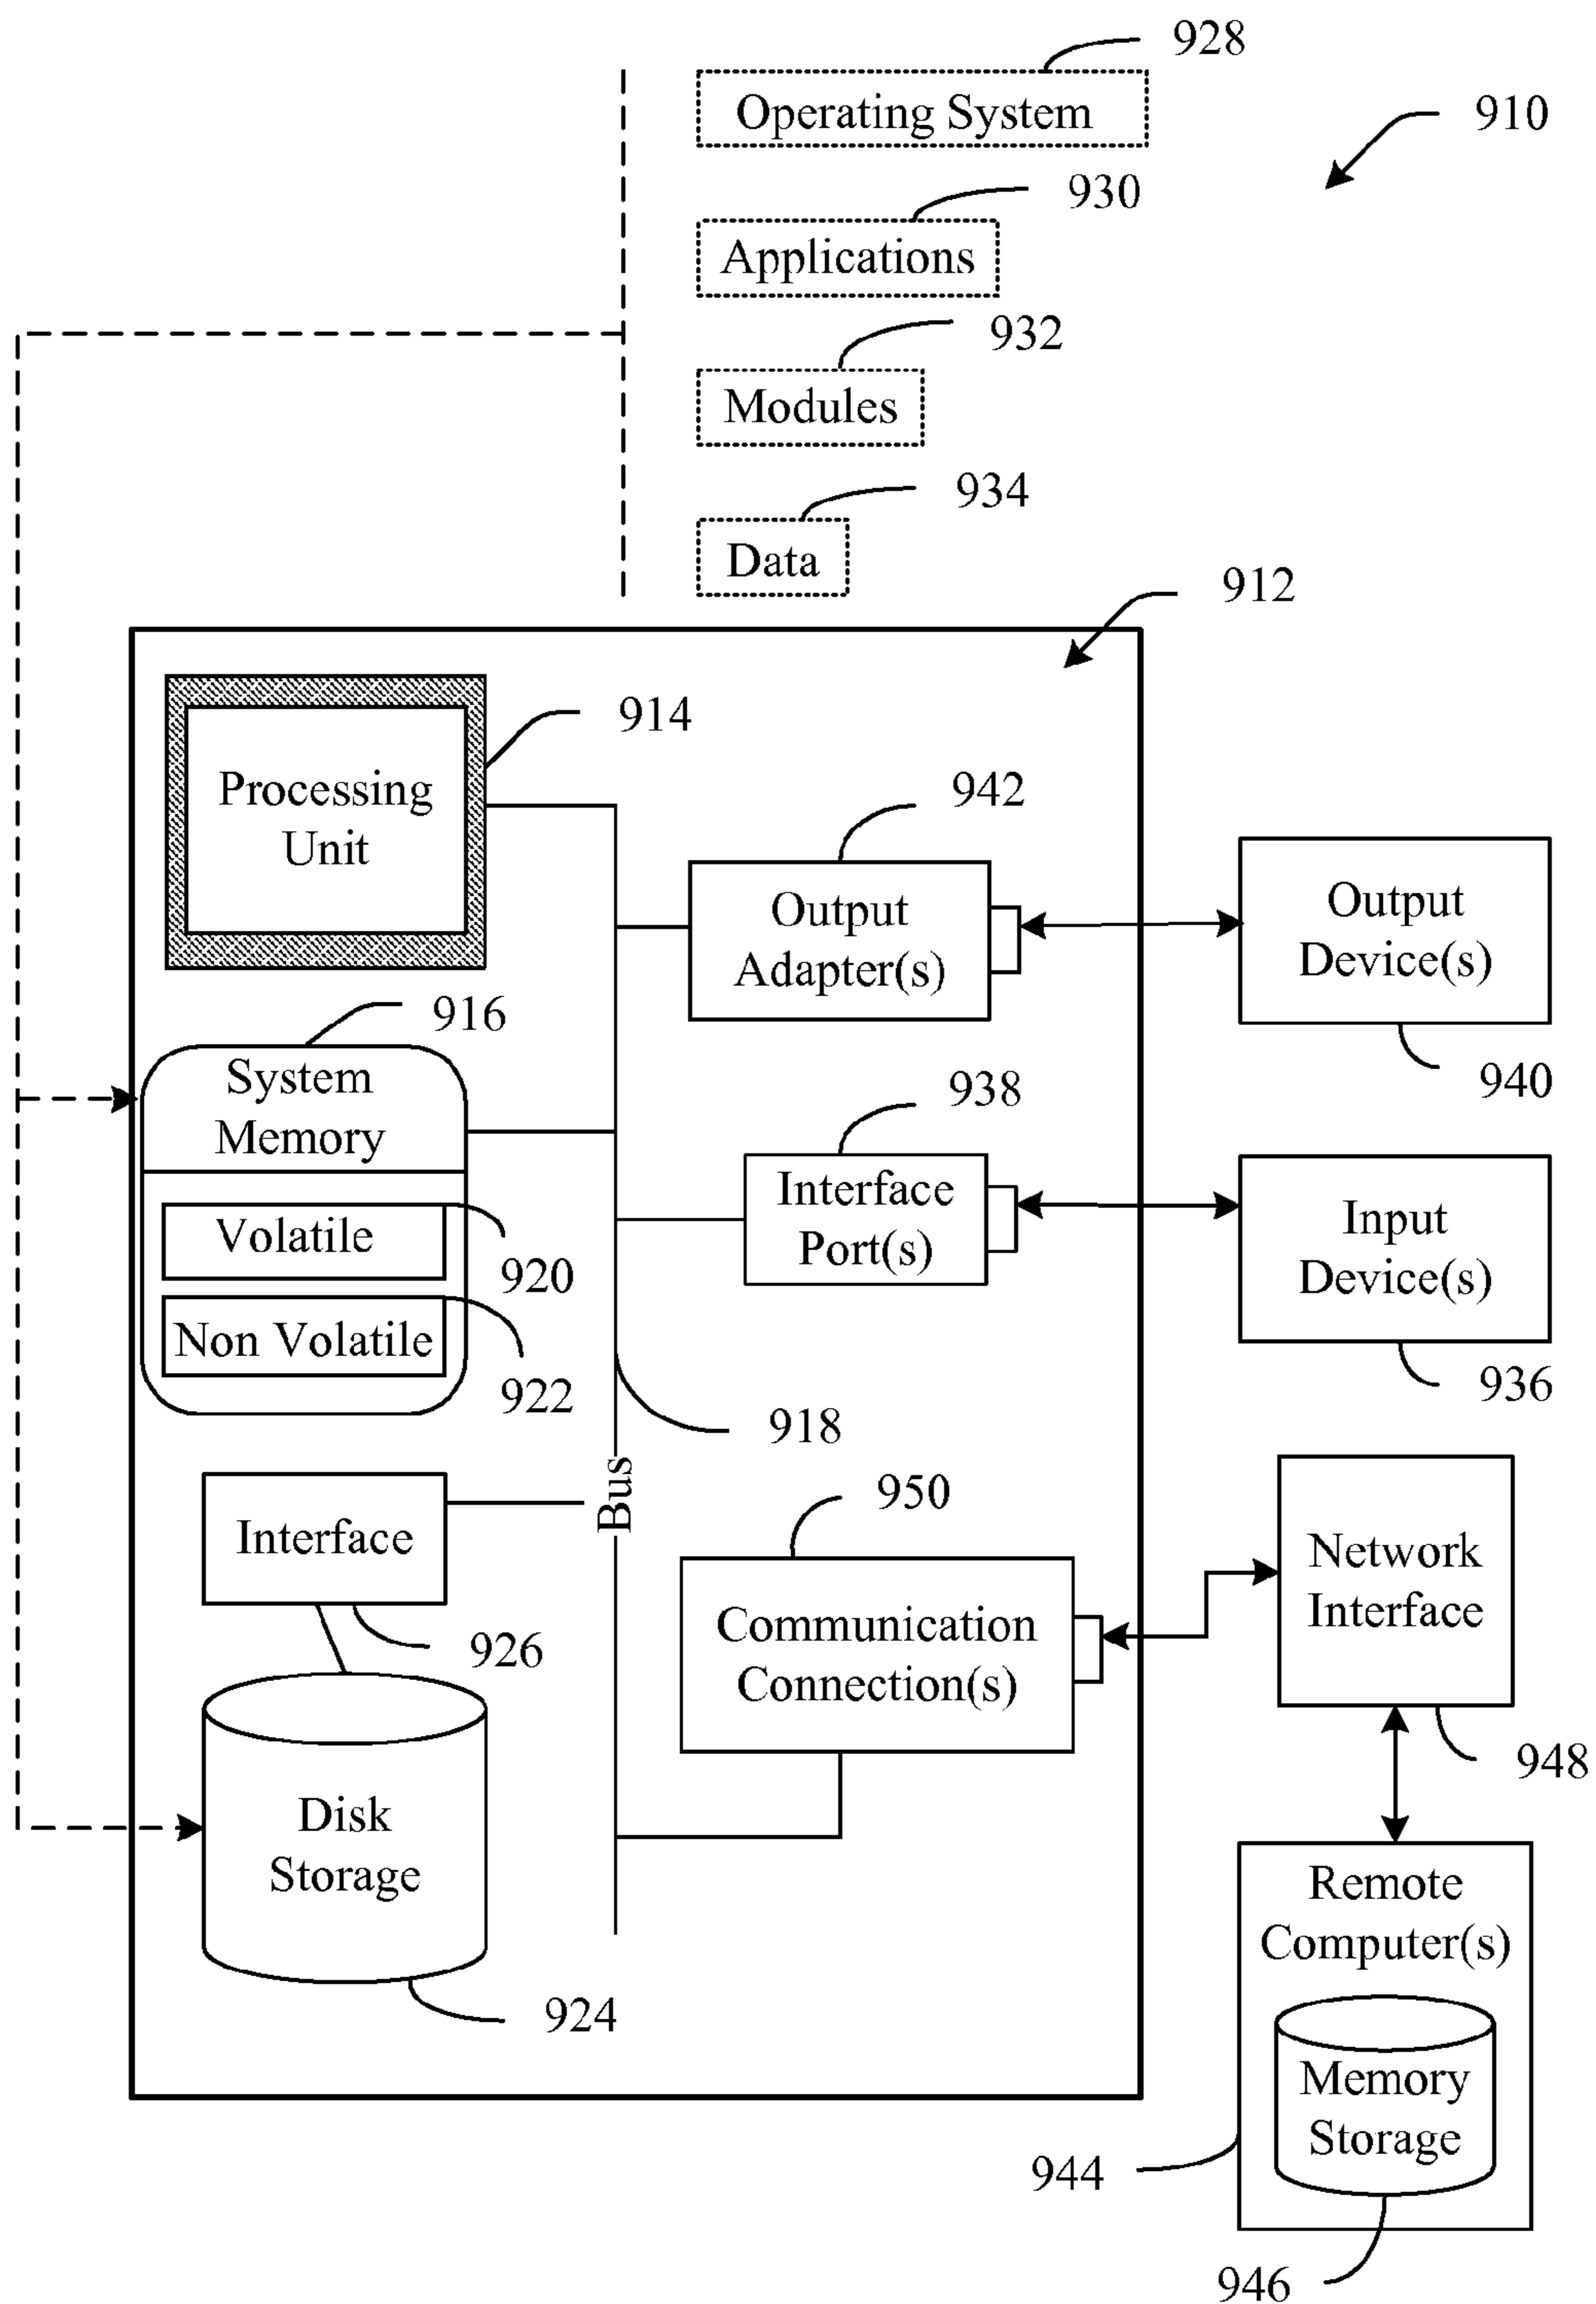 928
Operating System
910
930
Applications
932
Modules
934
Data
912
914
Processing
Unit
942
Output
Adapter(s)
Output
Device(s)
940
916
System
Memory
938
Interface
Port(s)
Input
Device(s)
936
Volatile
920
Non Volatile
922
918
Bus
950
Interface
926
Communication
Connection(s)
Network
Interface
948
Disk
Storage
924
Remote
Computer(s)
Memory
Storage
944
946